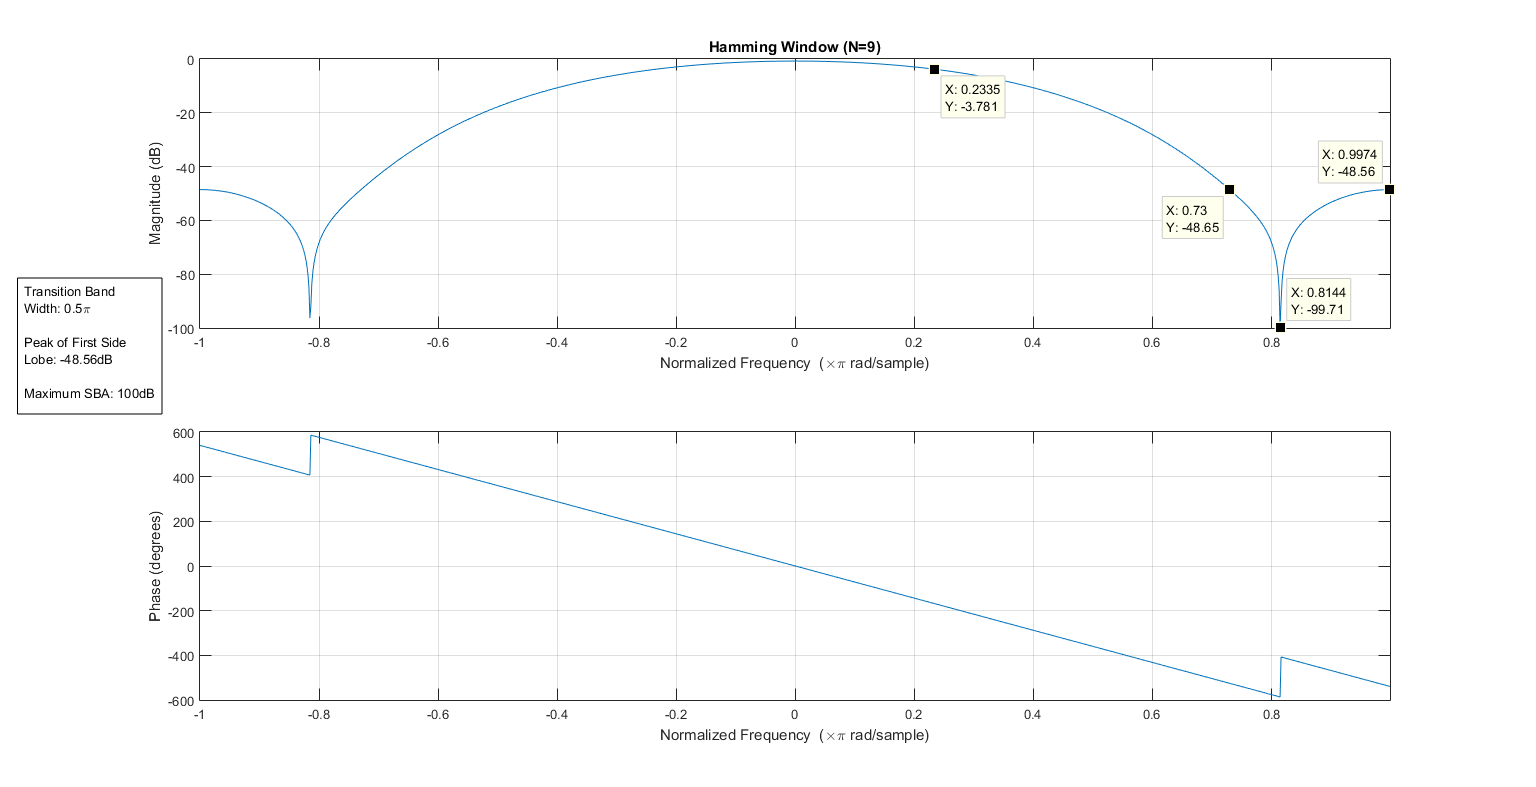 Hamming Window (N=9)
0
-20
-40
-60
-80
-100
Magnitude (dB)
X: 0.2335
Y: -3.781
X: 0.9974
Y: -48.56
X: 0.73
Y: -48.65
X: 0.8144
Y: -99.71
-1
-0.8
-0.6
-0.4
-0.2
0
0.2
0.4
0.6
0.8
Normalized Frequency (×π rad/sample)
Transition Band
Width: 0.5π
Peak of First Side
Lobe: -48.56dB
Maximum SBA: 100dB
600
400
200
0
-200
-400
-600
Phase (degrees)
-1
-0.8
-0.6
-0.4
-0.2
0
0.2
0.4
0.6
0.8
Normalized Frequency (×π rad/sample)